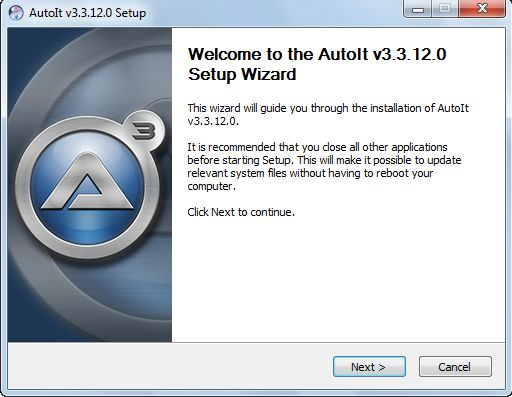 AutoIt v3.3.12.0 Setup
Welcome to the AutoIt v3.3.12.0
Setup Wizard
This wizard will guide you through the installation of AutoIt
v3.3.12.0.
It is recommended that you close all other applications
before starting Setup. This will make it possible to update
relevant system files without having to reboot your
computer.
Click Next to continue.
3
A
Next >
Cancel